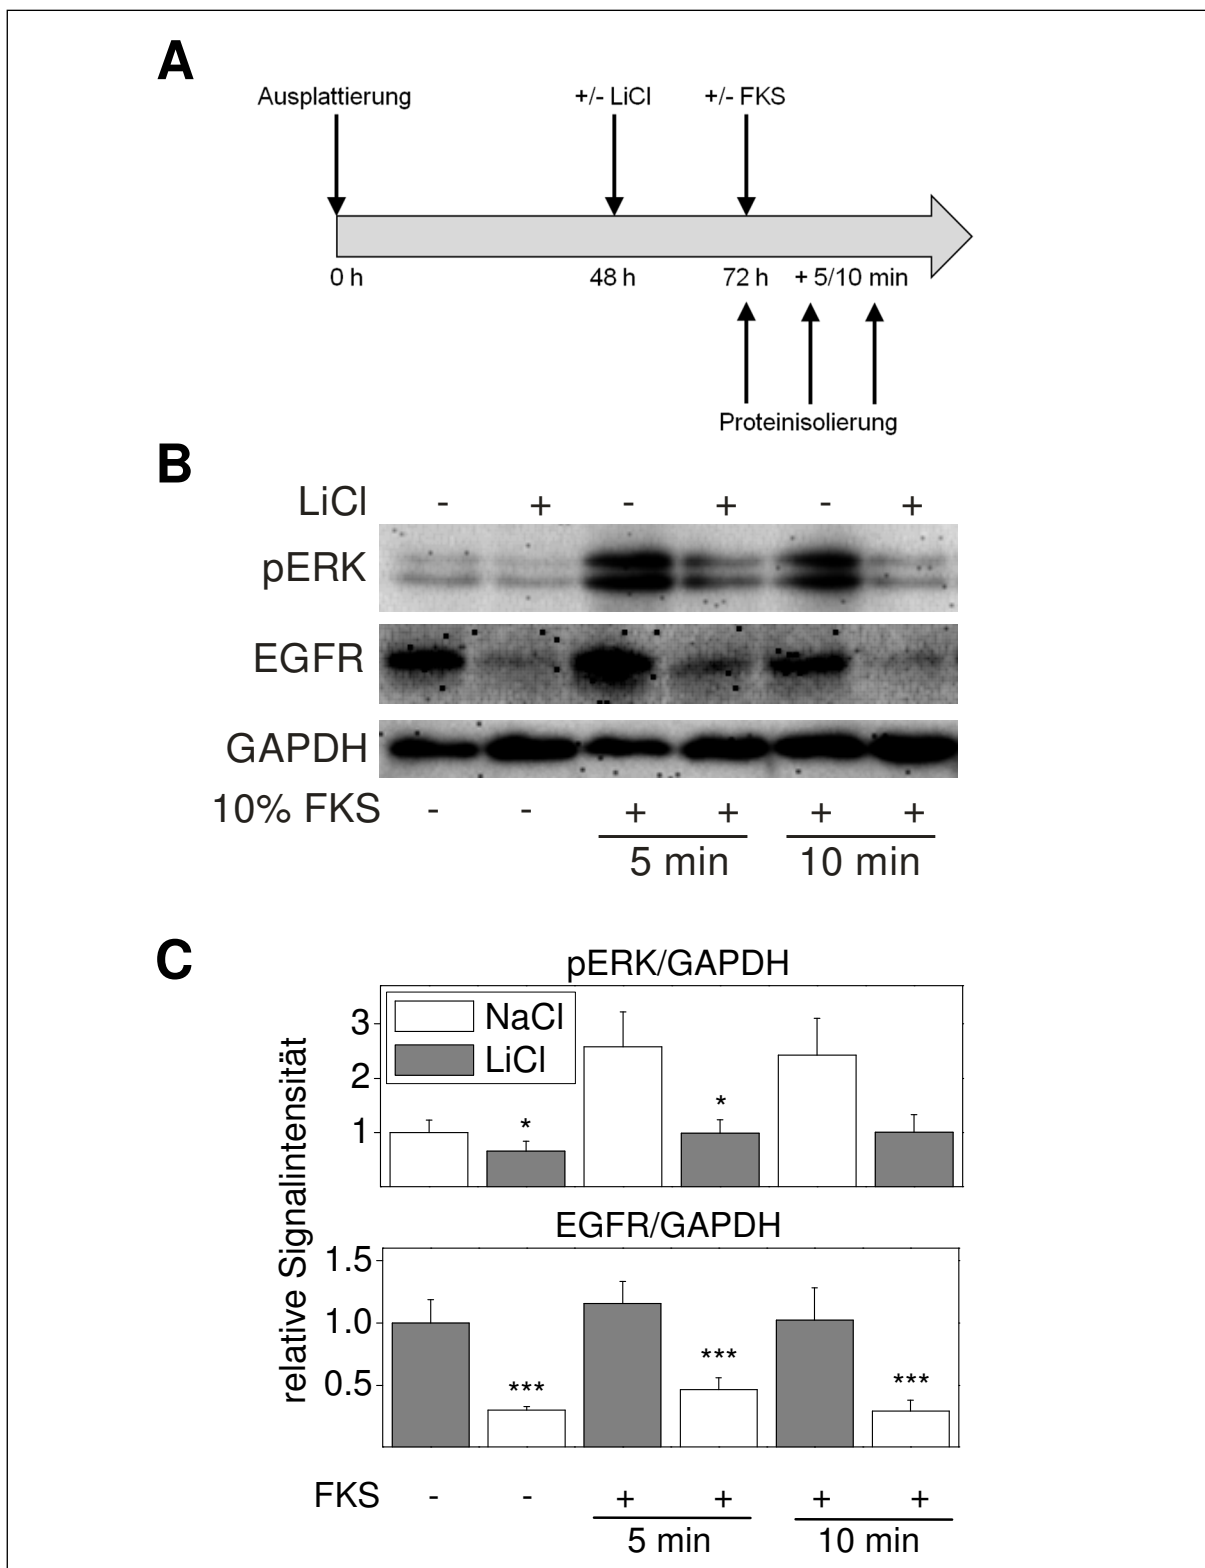 A
Ausplattierung +/- LiCl +/- FKS
0 h 48 h 72 h + 5/10 min
Proteinisolierung
B
LiCl - + - + - +
pERK
EGFR
GAPDH
10% FKS - - + + + +
5 min 10 min
C
pERK/GAPDH
NaCl
LiCl
3
2
1
* *
relative Signalintensität
EGFR/GAPDH
1.5
1.0
0.5
*** *** ***
FKS - - + + + +
5 min 10 min